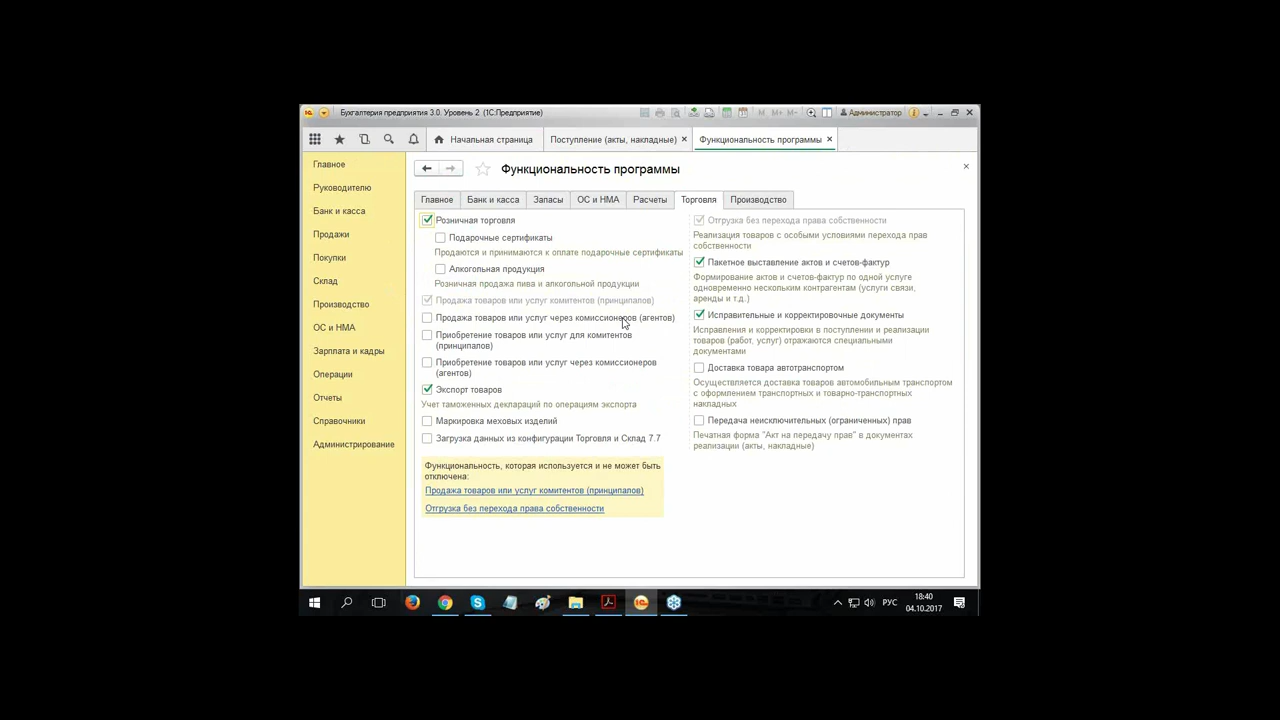 Бухгалтерия предприятия 3.0. Уровень 2. (1С:Предприятие)
M M+ M-
Администратор
Начальная страница
Поступление (акты, накладные)
Функциональность программы
Главное
Руководителю
Банк и касса
Продажи
Покупки
Склад
Производство
ОС и НМА
Зарплата и кадры
Операции
Отчеты
Справочники
Администрирование
Функциональность программы
Главное
Банк и касса
Запасы
ОС и НМА
Расчеты
Торговля
Производство
Розничная торговля
Подарочные сертификаты
Продаются и принимаются к оплате подарочные сертификаты
Алкогольная продукция
Розничная продажа пива и алкогольной продукции
Продажа товаров или услуг комитентов (принципалов)
Продажа товаров или услуг через комиссионеров (агентов)
Приобретение товаров или услуг для комитентов
(принципалов)
Приобретение товаров или услуг через комиссионеров
(агентов)
Экспорт товаров
Учет таможенных деклараций по операциям экспорта
Маркировка меховых изделий
Загрузка данных из конфигурации Торговля и Склад 7.7
Функциональность, которая используется и не может быть
отключена:
Продажа товаров или услуг комитентов (принципалов)
Отгрузка без перехода права собственности
Отгрузка без перехода права собственности
Реализация товаров с особыми условиями перехода прав
собственности
Пакетное выставление актов и счетов-фактур
Формирование актов и счетов-фактур по одной услуге
одновременно нескольким контрагентам (услуги связи,
аренды и т.д.)
Исправительные и корректировочные документы
Исправления и корректировки в поступлении и реализации
товаров (работ, услуг) отражаются специальными
документами
Доставка товара автотранспортом
Осуществляется доставка товаров автомобильным транспортом
с оформлением транспортных и товарно-транспортных
накладных
Передача неисключительных (ограниченных) прав
Печатная форма "Акт на передачу прав" в документах
реализации (акты, накладные)
РУС
18:40
04.10.2017